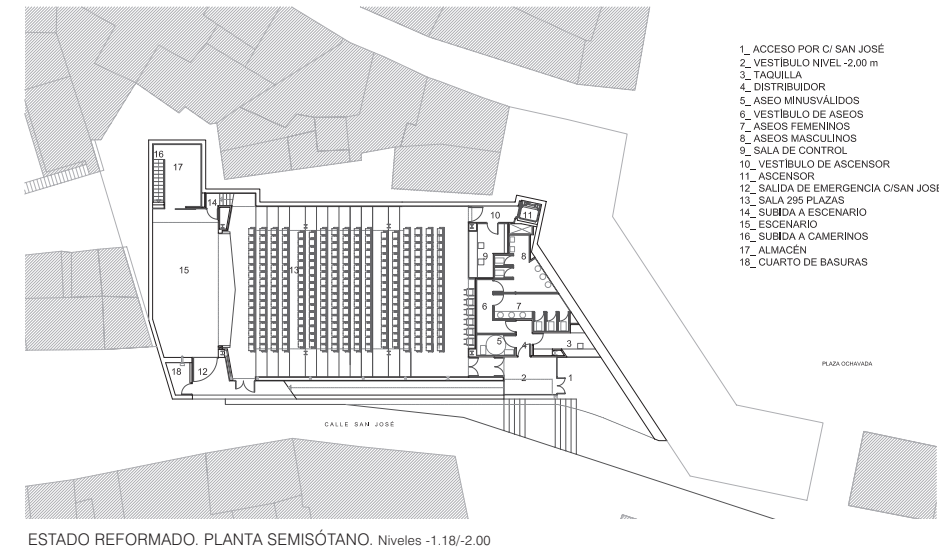 1_ ACCESO POR C/ SAN JOSÉ
2_ VESTÍBULO NIVEL -2,00 m
3_ TAQUILLA
4_ DISTRIBUIDOR
5_ ASEO MINUSVÁLIDOS
6_ VESTÍBULO DE ASEOS
7_ ASEOS FEMENINOS
8_ ASEOS MASCULINOS
9_ SALA DE CONTROL
10_ VESTÍBULO DE ASCENSOR
11_ ASCENSOR
12_ SALIDA DE EMERGENCIA C/SAN JOSE
13_ SALA 295 PLAZAS
14_ SUBIDA A ESCENARIO
15_ ESCENARIO
16_ SUBIDA A CAMERINOS
17_ ALMACÉN
18_ CUARTO DE BASURAS
16
17
14
11
10
13
9
8
15
6
7
5
4
3
18
12
2
1
PLAZA OCHAVADA
CALLE SAN JOSÉ
ESTADO REFORMADO. PLANTA SEMISÓTANO. Niveles -1.18/-2.00